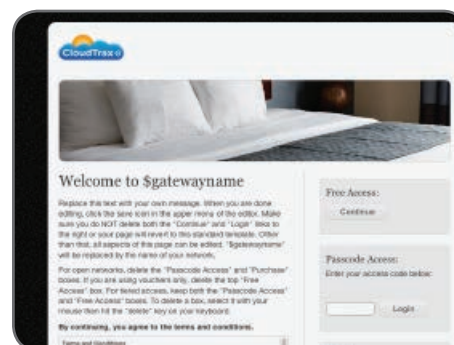 CloudTrax
Welcome to $gatewayname
Replace this text with your own message. When you are done
editing, click the save icon in the upper menu of the editor. Make
sure you do NOT delete both the "Continue" and "Login" links to
the right or your page will revert to this standard template. Other
than that, all aspects of this page can be edited. "$gatewayname"
will be replaced by the name of your network.
For open networks, delete the "Passcode Access" and "Purchase"
boxes. If you are using vouchers only, delete the top "Free
Access" box. For tiered access, keep both the "Passcode Access"
and "Free Access" boxes. To delete a box, select it with your
mouse then hit the "delete" key on your keyboard.
By continuing, you agree to the terms and conditions.
Terms and Conditions
Free Access:
Continue
Passcode Access:
Enter your access code below:
Login